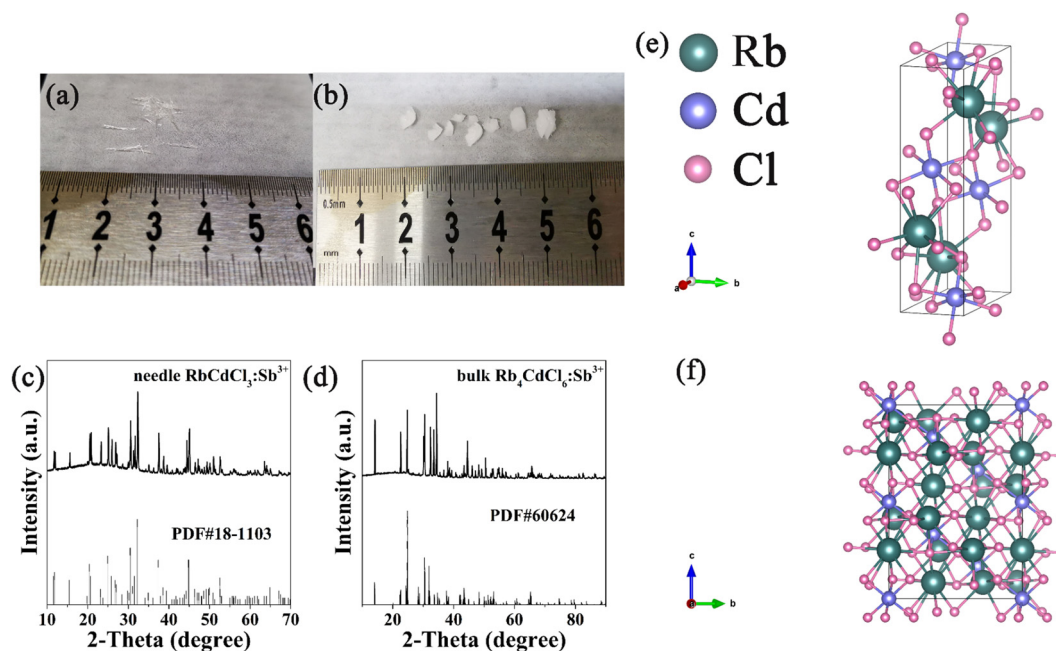 (a)
(b)
1 2 3 4 5 6
0.5mm
1 2 3 4 5 6
mm
(c)
needle RbCdCl₃:Sb³⁺
PDF#18-1103
Intensity (a.u.)
10 20 30 40 50 60 70
2-Theta (degree)
(d)
bulk Rb₄CdCl₆:Sb³⁺
PDF#60624
Intensity (a.u.)
20 40 60 80
2-Theta (degree)
(e)
Rb
Cd
Cl
c
a
b
(f)
c
a
b